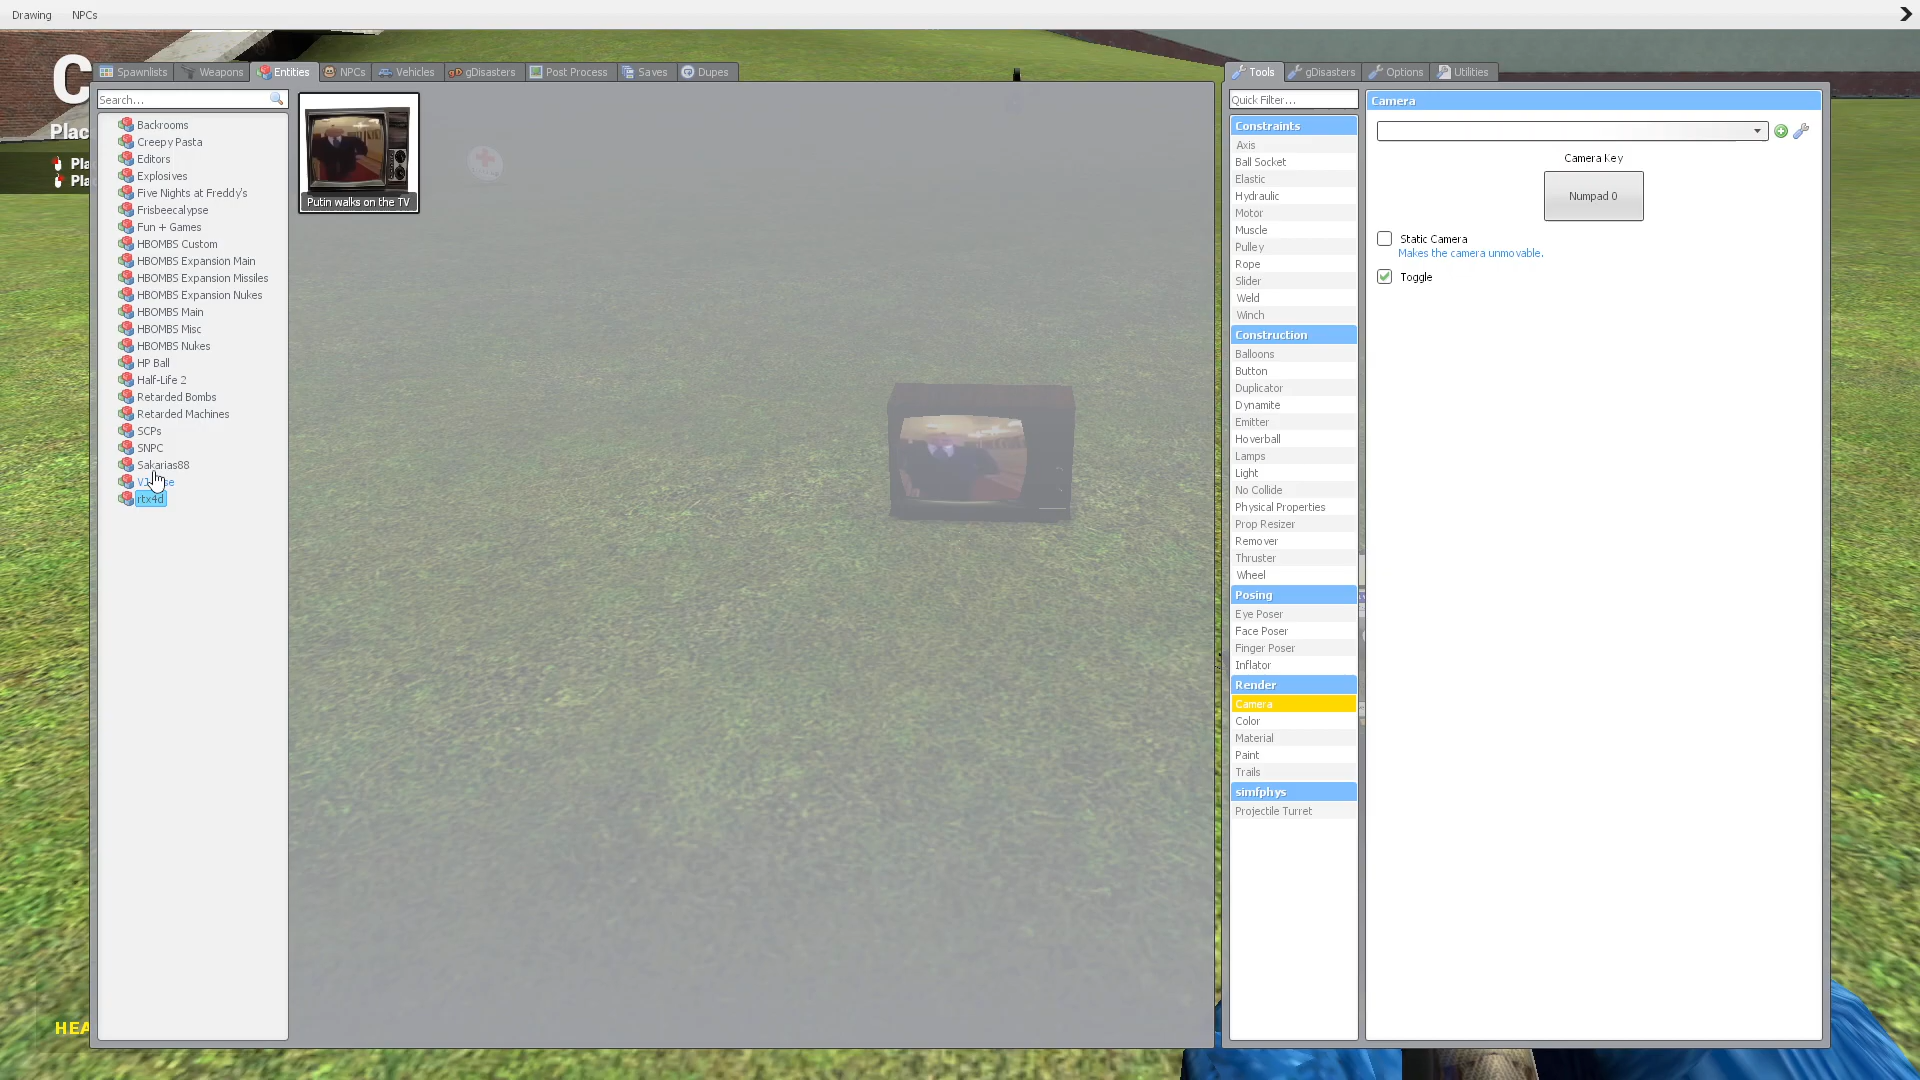 Drawing
NPCs
C
Plac
Pla
Pla
HEA
Spawnlists
Weapons
Entities
NPCs
Vehicles
gDisasters
Post Process
Saves
Dupes
Search...
Backrooms
Creepy Pasta
Editors
Explosives
Five Nights at Freddy's
Frisbeecalypse
Fun + Games
HBOMBS Custom
HBOMBS Expansion Main
HBOMBS Expansion Missiles
HBOMBS Expansion Nukes
HBOMBS Main
HBOMBS Misc
HBOMBS Nukes
HP Ball
Half-Life 2
Retarded Bombs
Retarded Machines
SCPs
SNPC
Sakarias88
rtx4d
Putin walks on the TV
Tools
gDisasters
Options
Utilities
Quick Filter...
Constraints
Axis
Ball Socket
Elastic
Hydraulic
Motor
Muscle
Pulley
Rope
Slider
Weld
Winch
Construction
Balloons
Button
Duplicator
Dynamite
Emitter
Hoverball
Lamps
Light
No Collide
Physical Properties
Prop Resizer
Remover
Thruster
Wheel
Posing
Eye Poser
Face Poser
Finger Poser
Inflator
Render
Camera
Color
Material
Paint
Trails
simfphys
Projectile Turret
Camera
Camera Key
Numpad 0
Static Camera
Makes the camera unmovable.
Toggle